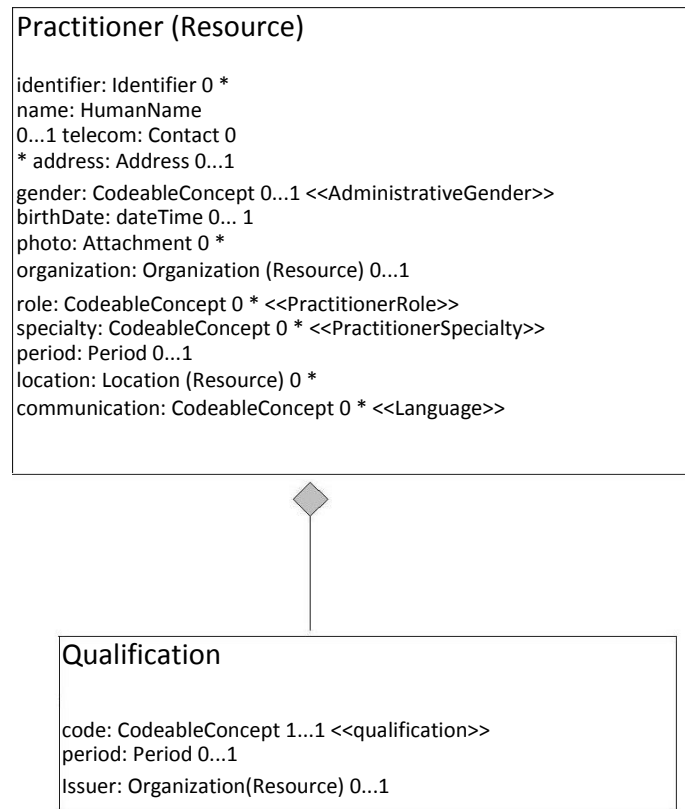 Practitioner (Resource)
identifier: Identifier 0 *
name: HumanName
0...1 telecom: Contact 0
* address: Address 0...1
gender: CodeableConcept 0...1 <<AdministrativeGender>>
birthDate: dateTime 0... 1
photo: Attachment 0 *
organization: Organization (Resource) 0...1
role: CodeableConcept 0 * <<PractitionerRole>>
specialty: CodeableConcept 0 * <<PractitionerSpecialty>>
period: Period 0...1
location: Location (Resource) 0 *
communication: CodeableConcept 0 * <<Language>>
Qualification
code: CodeableConcept 1...1 <<qualification>>
period: Period 0...1
Issuer: Organization(Resource) 0...1